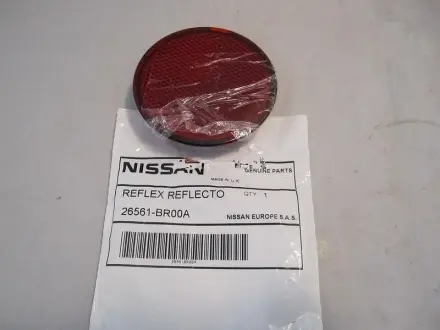 NISSAN GENUINE PARTS
MADE IN U.K.
REFLEX REFLECTO QTY 1
26561-BR00A NISSAN EUROPE S.A.S.